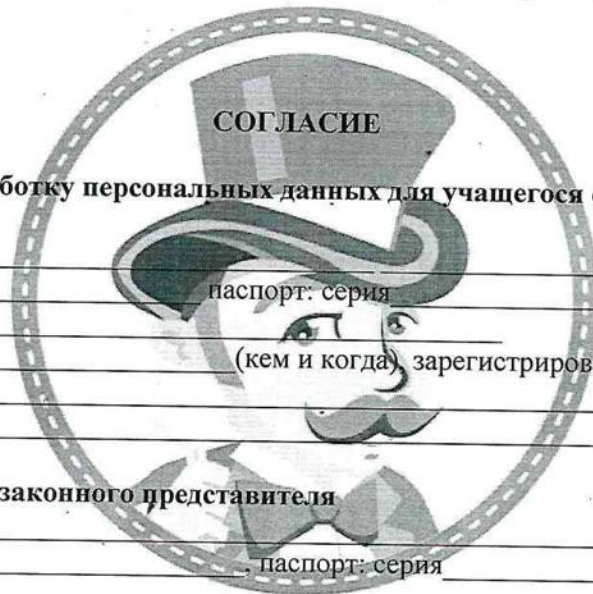 СОГЛАСИЕ
ботку персональных данных для учащегося
паспорт: серия
(кем и когда), зарегистриров
законного представителя
, паспорт: серия